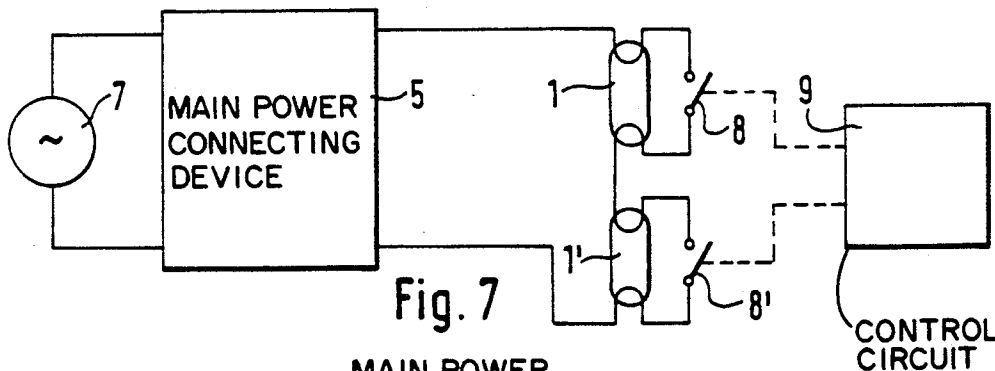 7
~
MAIN POWER
CONNECTING
DEVICE
5
1
8
9
1'
8'
Fig. 7
CONTROL
CIRCUIT
MAIN POWER